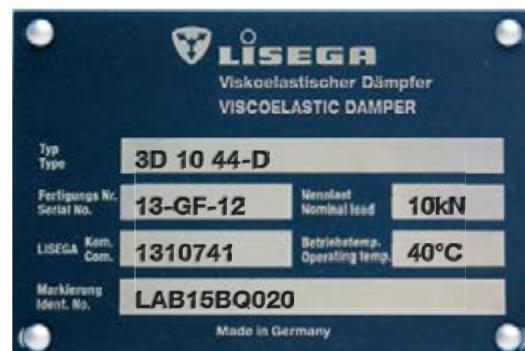 LISEGA
Viskoelastischer Dämpfer
VISCOELASTIC DAMPER
Typ
Type
3D 10 44-D
Fertigungs Nr.
Serial No.
13-GF-12
Nennlast
Nominal load
10kN
LISEGA Kom.
Com.
1310741
Betriebstemp.
Operating temp.
40°C
Markierung
Ident. No.
LAB15BQ020
Made in Germany